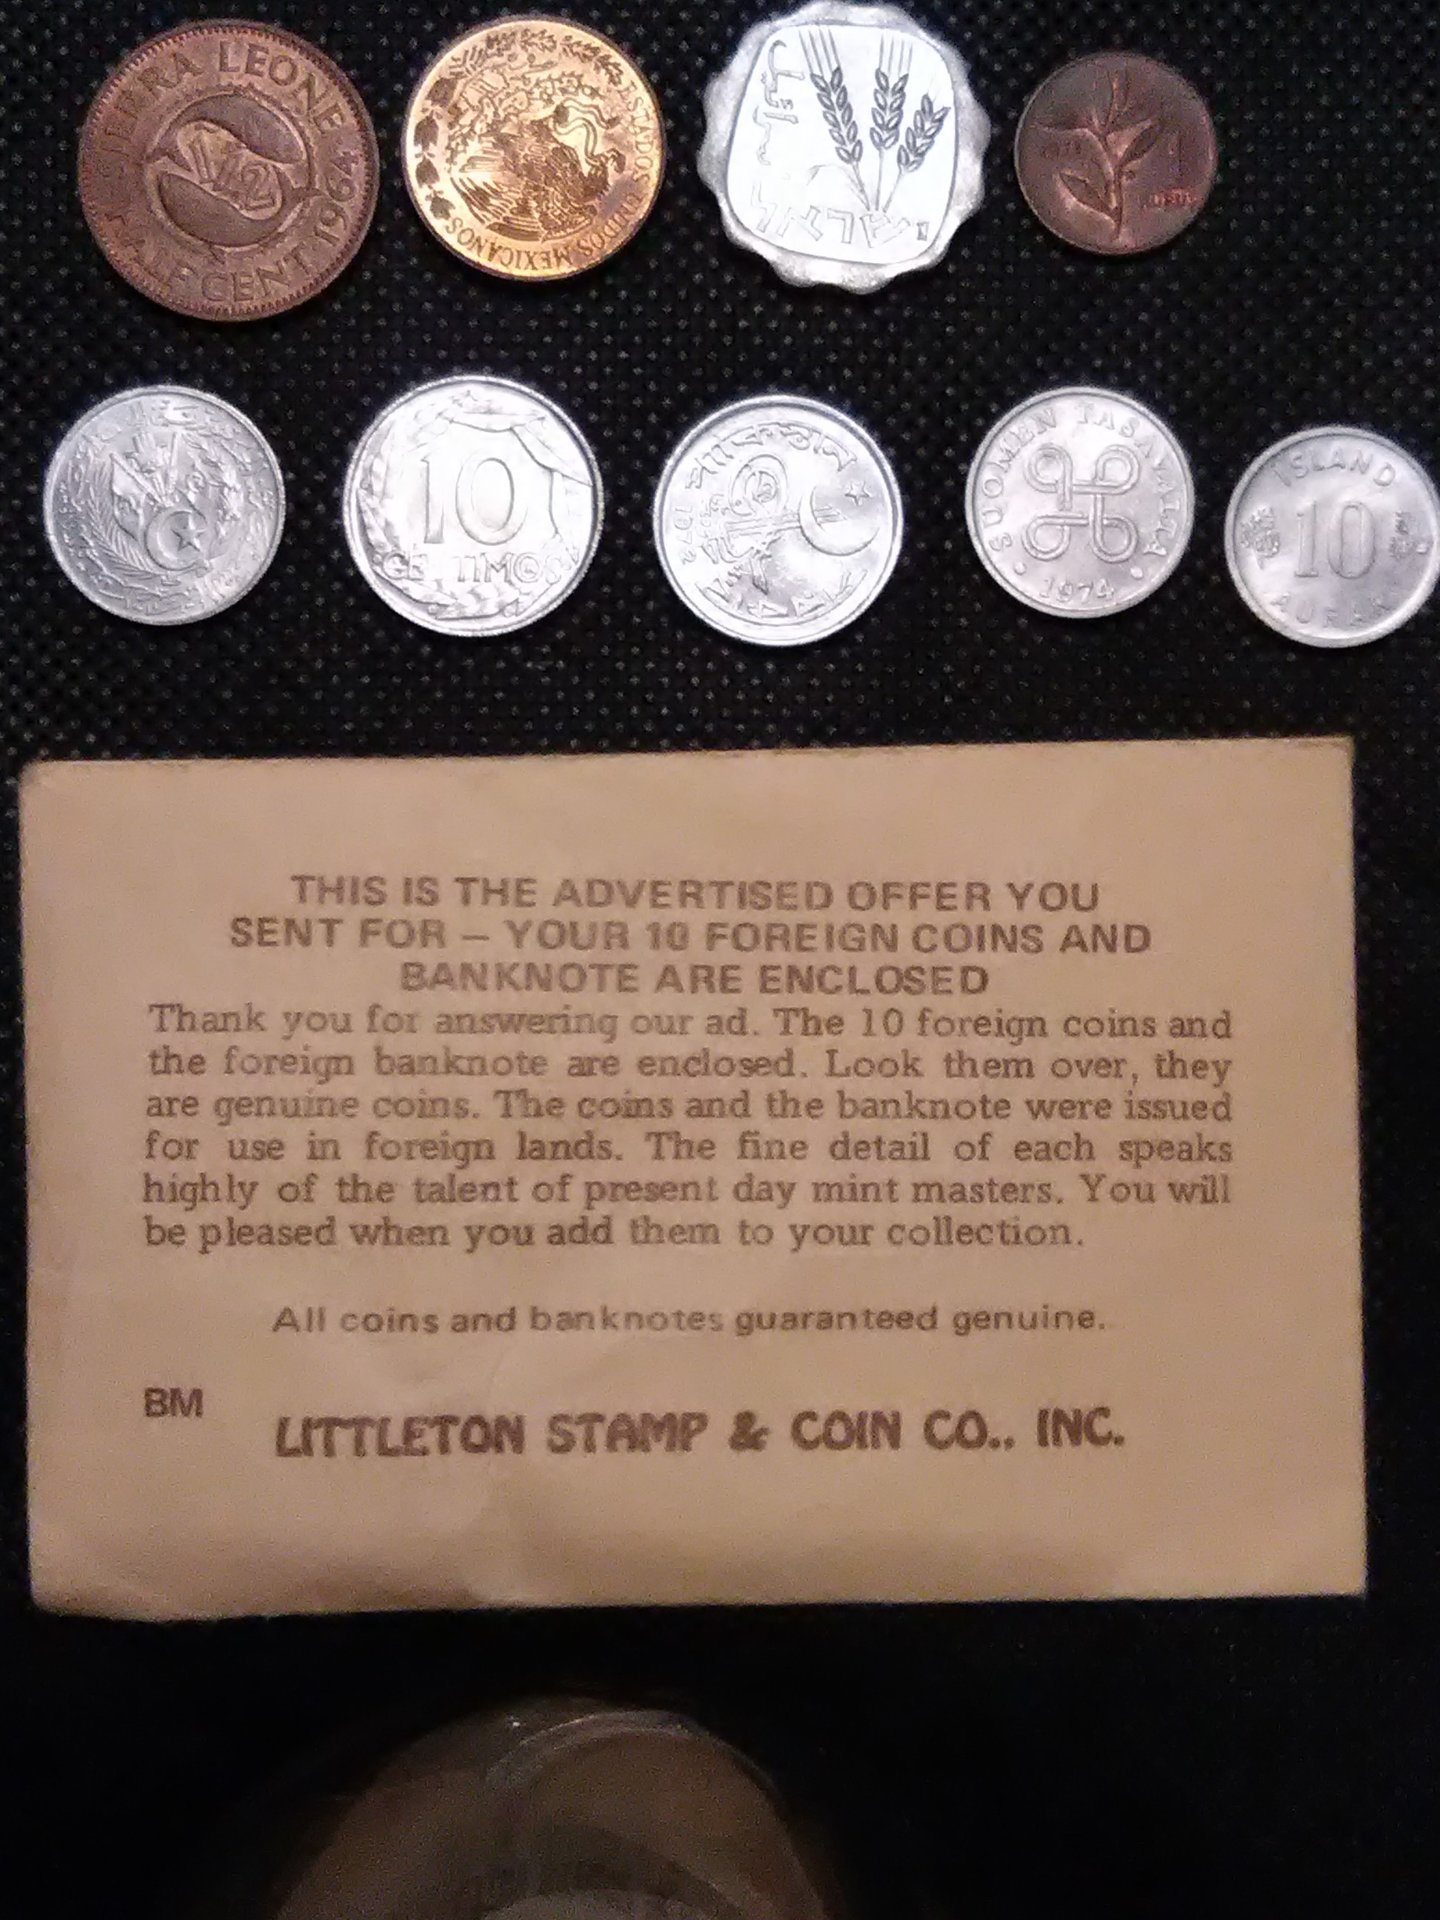 SIERRA LEONE 1964
1/2
HALF CENT
ESTADOS UNIDOS MEXICANOS
ישראל
1
KURUS
10
CENTIMOS
SUOMEN TASAVALTA
1974
ISLAND
10
AURAR
THIS IS THE ADVERTISED OFFER YOU
SENT FOR – YOUR 10 FOREIGN COINS AND
BANKNOTE ARE ENCLOSED
Thank you for answering our ad. The 10 foreign coins and
the foreign banknote are enclosed. Look them over, they
are genuine coins. The coins and the banknote were issued
for use in foreign lands. The fine detail of each speaks
highly of the talent of present day mint masters. You will
be pleased when you add them to your collection.
All coins and banknotes guaranteed genuine.
BM
LITTLETON STAMP & COIN CO., INC.